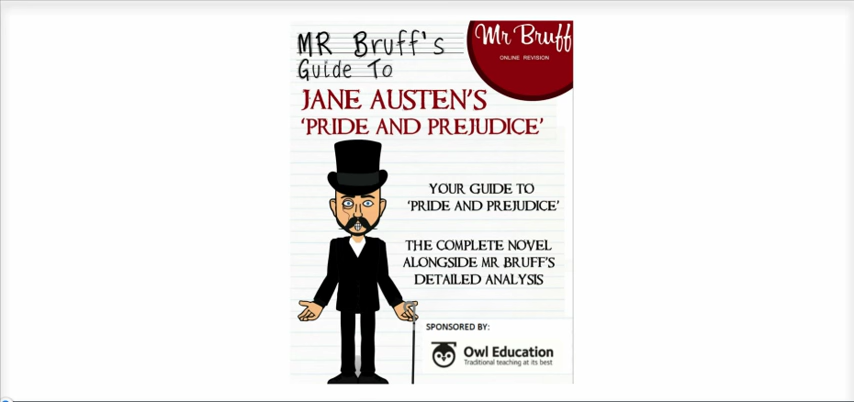 MR Bruff's
Guide To
Mr Bruff
ONLINE REVISION
JANE AUSTEN'S
'PRIDE AND PREJUDICE'
YOUR GUIDE TO
'PRIDE AND PREJUDICE'
THE COMPLETE NOVEL
ALONGSIDE MR BRUFF'S
DETAILED ANALYSIS
SPONSORED BY:
Owl Education
Traditional teaching at its best